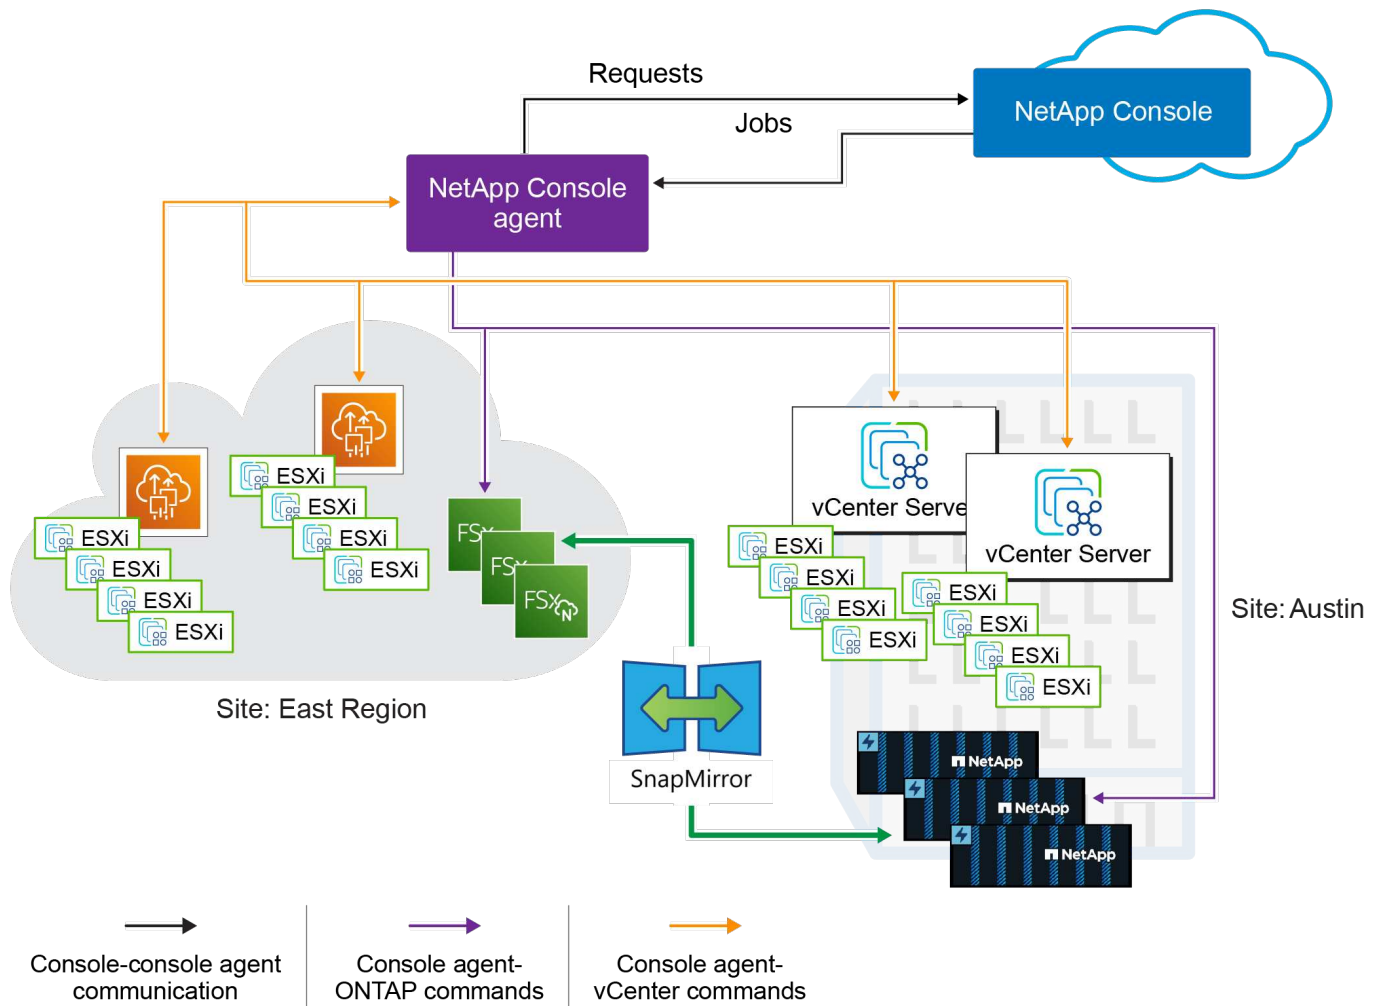 Requests
NetApp Console
Jobs
NetApp Console
agent
ESXi
ESXi
ESXi
ESXi
ESXi
ESXi
ESXi
ESXi
FSx
FSx
FSx
N
vCenter Serve
vCenter Server
ESXi
ESXi
ESXi
ESXi
ESXi
ESXi
ESXi
ESXi
Site: Austin
Site: East Region
SnapMirror
NetApp
NetApp
NetApp
Console-console agent
communication
Console agent-
ONTAP commands
Console agent-
vCenter commands